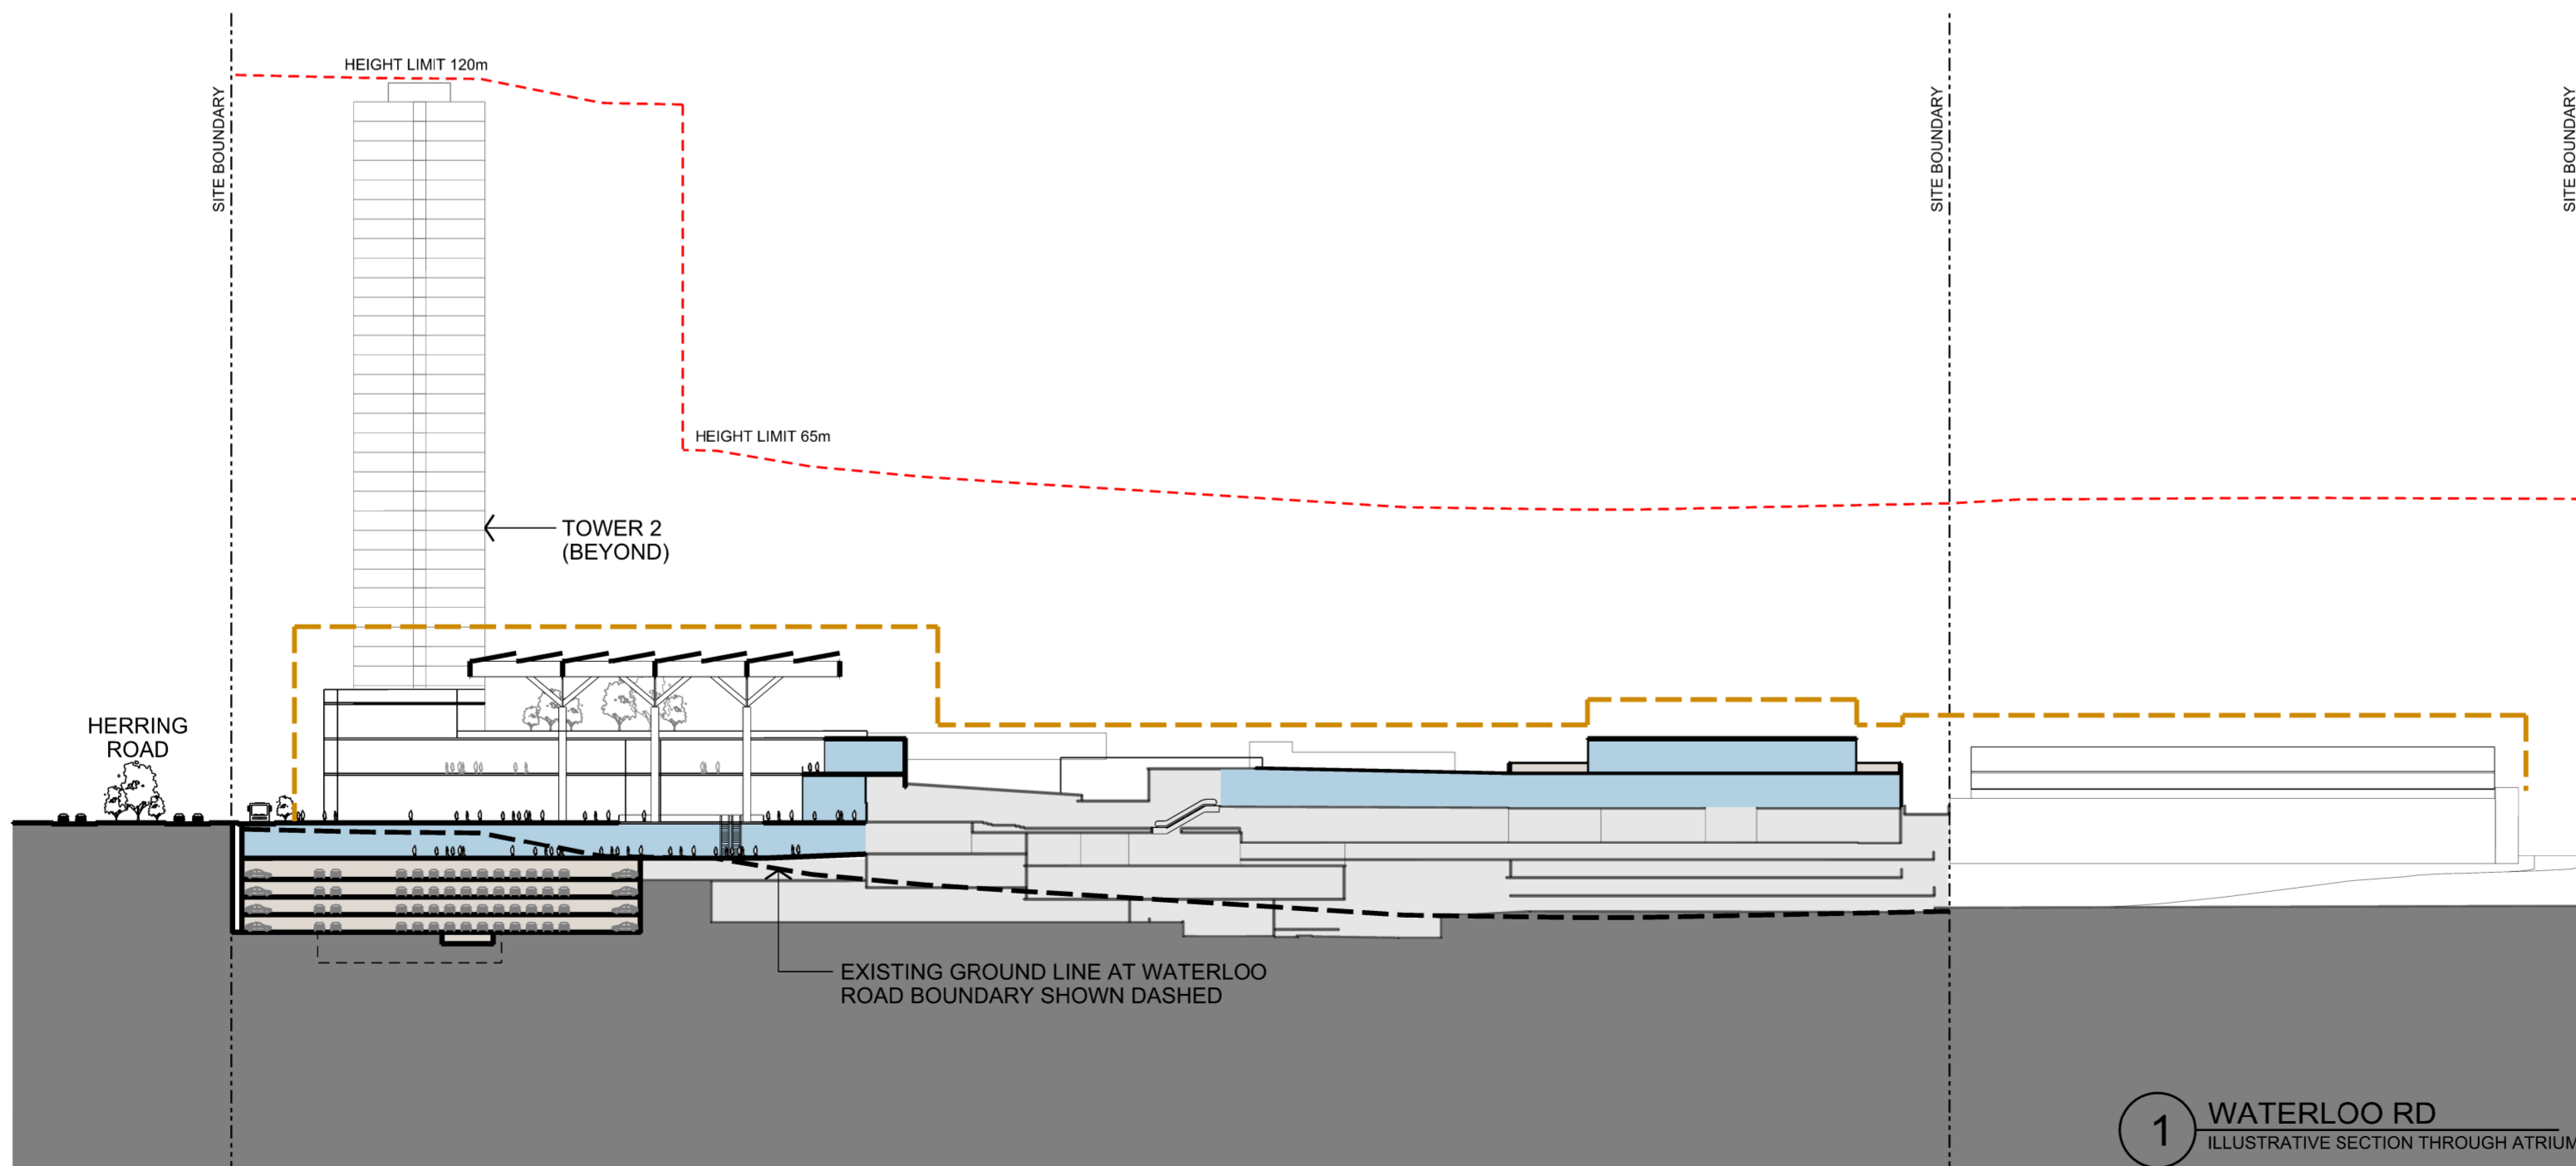 HEIGHT LIMIT 120m
SITE BOUNDARY
SITE BOUNDARY
SITE BOUNDARY
HEIGHT LIMIT 65m
TOWER 2
(BEYOND)
HERRING
ROAD
EXISTING GROUND LINE AT WATERLOO
ROAD BOUNDARY SHOWN DASHED
1
WATERLOO RD
ILLUSTRATIVE SECTION THROUGH ATRIUM